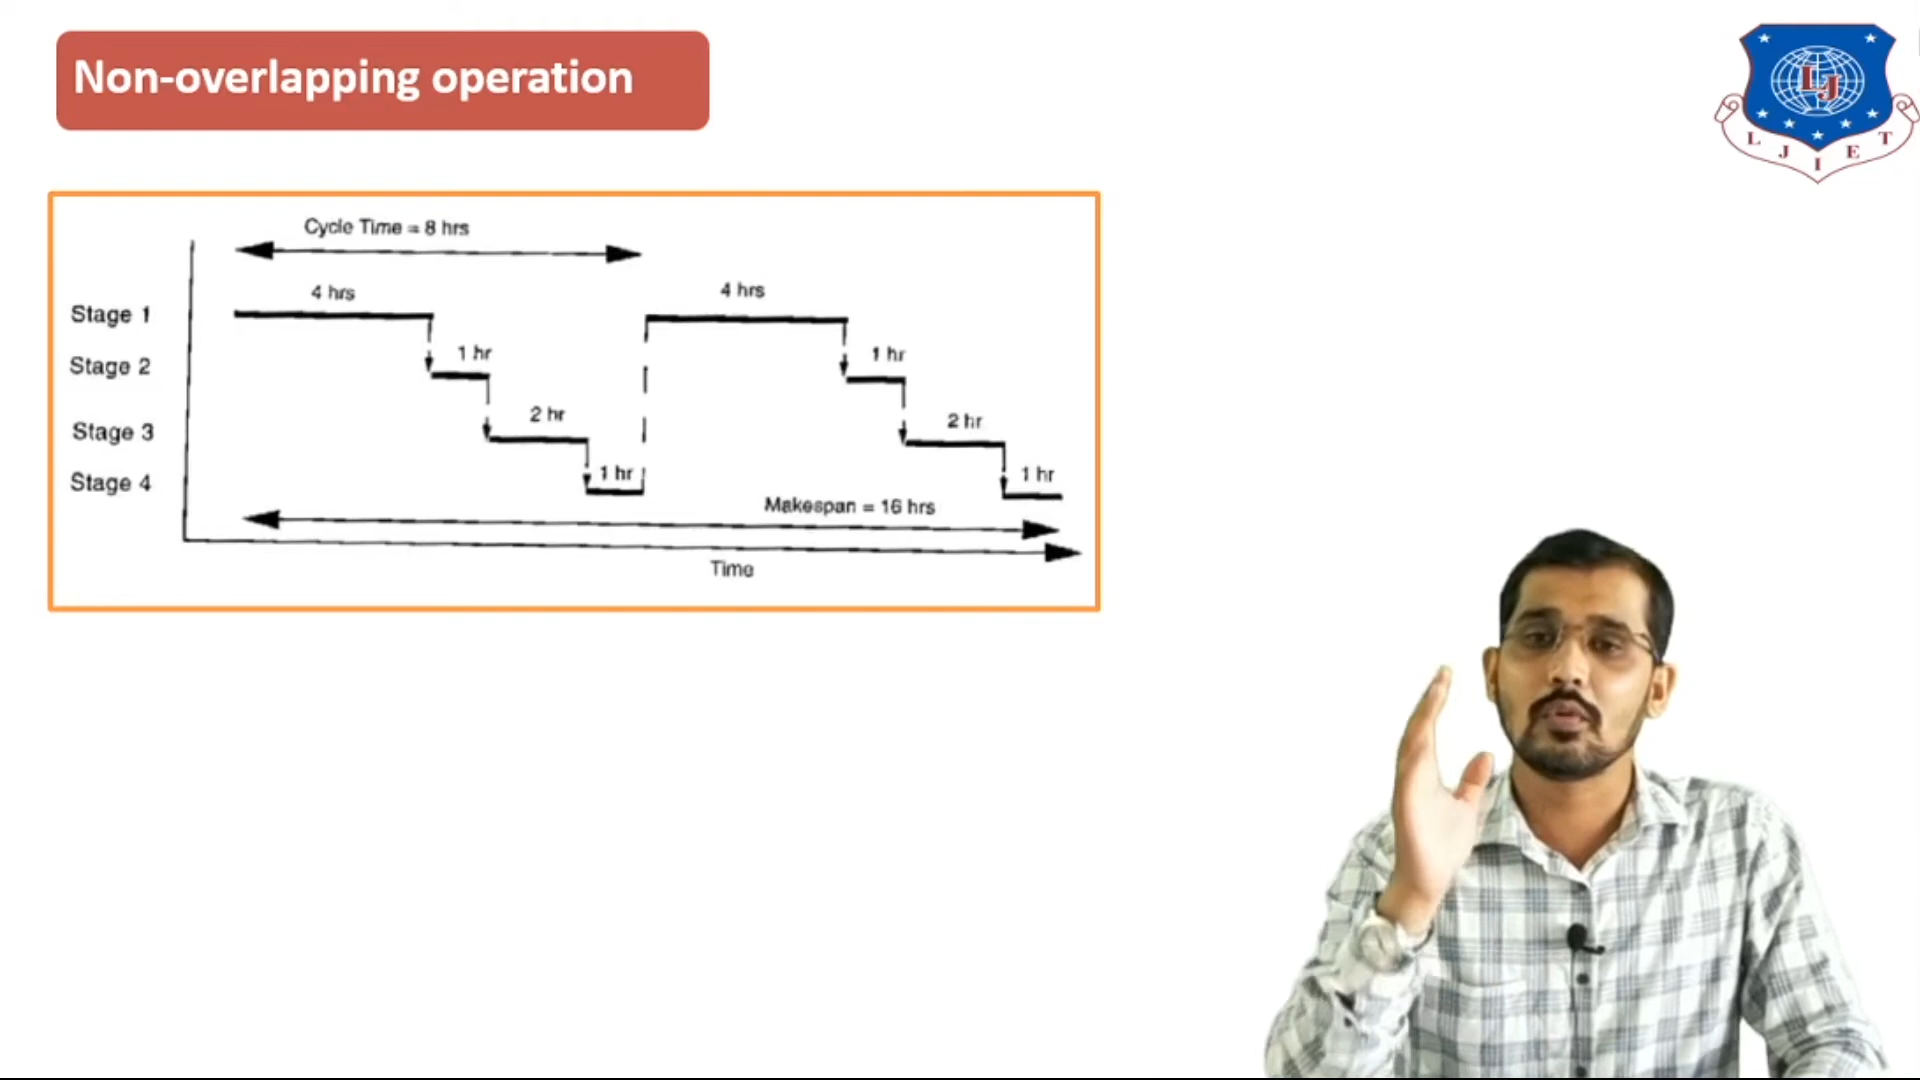 Non-overlapping operation
L J I E T
LJ
Cycle Time = 8 hrs
4 hrs
4 hrs
Stage 1
1 hr
1 hr
Stage 2
2 hr
2 hr
Stage 3
1 hr
1 hr
Stage 4
Makespan = 16 hrs
Time